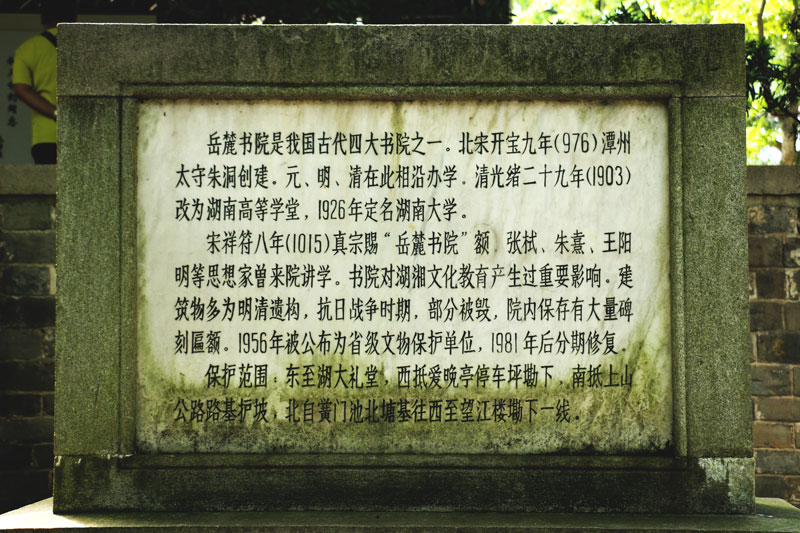 岳麓书院是我国古代四大书院之一。北宋开宝九年(976)潭州
太守朱洞创建。元、明、清在此相沿办学。清光绪二十九年(1903)
改为湖南高等学堂，1926年定名湖南大学。
宋祥符八年(1015)真宗赐“岳麓书院”额。张栻、朱熹、王阳
明等思想家曾来院讲学。书院对湖湘文化教育产生过重要影响。建
筑物多为明清遗构，抗日战争时期，部分被毁，院内保存有大量碑
刻匾额。1956年被公布为省级文物保护单位，1981年后分期修复。
保护范围：东至湖大礼堂，西抵爱晚亭停车坪勘下，南抵上山
公路路基护坡，北自黄门池北塘基往西至望江楼勘下一线。